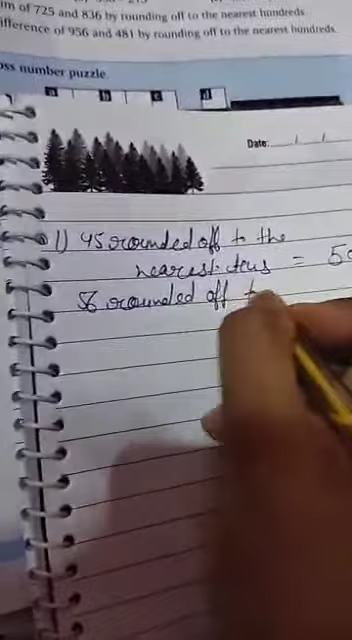 m of 725 and 836 by rounding off to the nearest hundreds
ifference of 956 and 481 by rounding off to the nearest hundreds.
oss number puzzle.
a b c d
Date:
1) 45 rounded off to the
nearest tens = 5
56 rounded off t